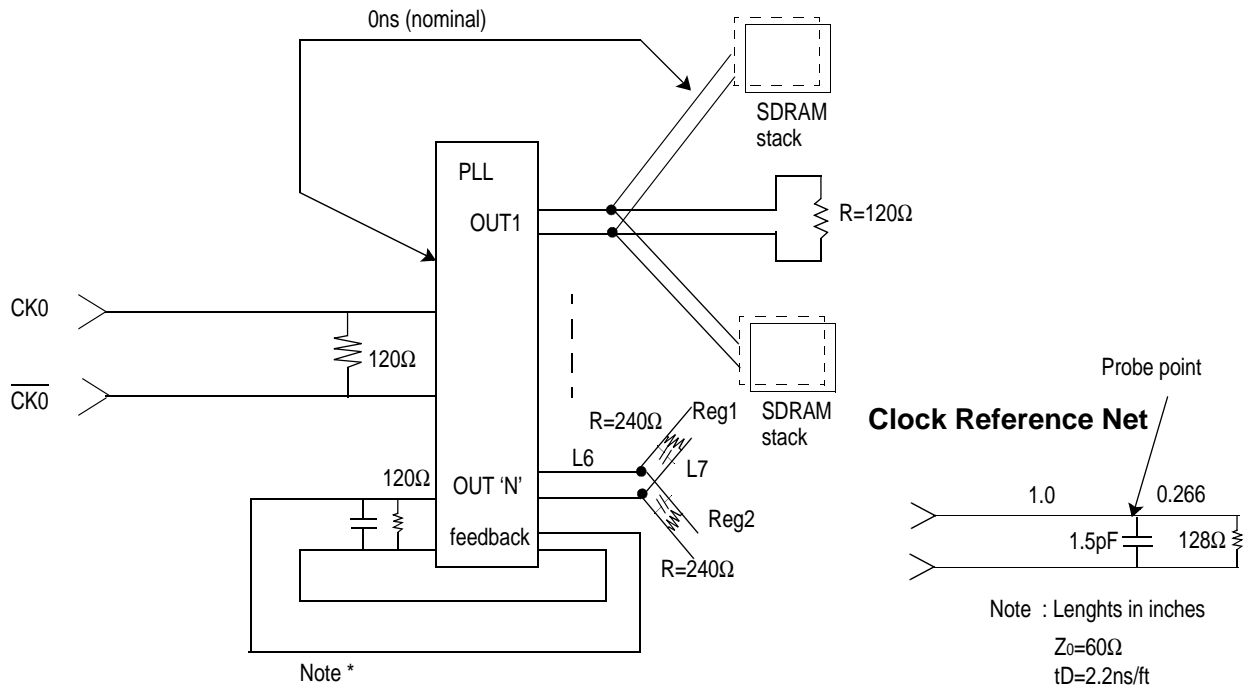 0ns (nominal)
SDRAM
stack
PLL
OUT1
R=120Ω
CK0
120Ω
CK0
SDRAM
stack
Probe point
Clock Reference Net
R=240Ω
Reg1
L6
L7
120Ω
OUT 'N'
Reg2
feedback
R=240Ω
1.0
0.266
1.5pF
128Ω
Note : Lenghts in inches
Z0=60Ω
tD=2.2ns/ft
Note *